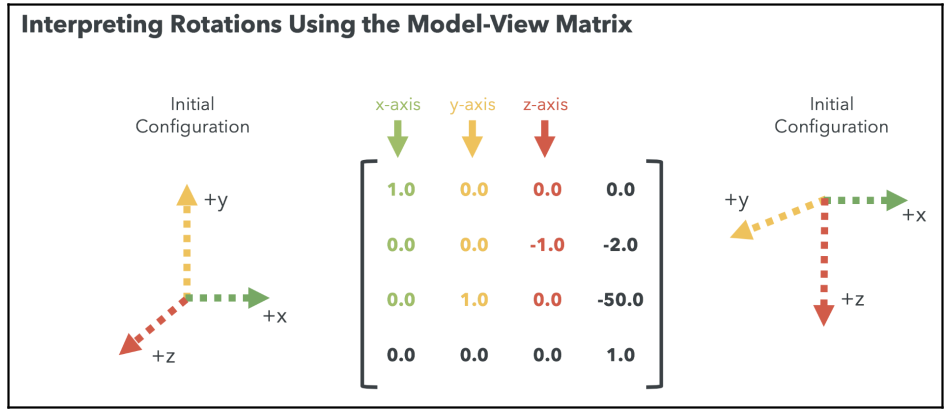 Interpreting Rotations Using the Model-View Matrix
Initial
Configuration
+y
+x
+z
x-axis y-axis z-axis
1.0 0.0 0.0 0.0
0.0 0.0 -1.0 -2.0
0.0 1.0 0.0 -50.0
0.0 0.0 0.0 1.0
Initial
Configuration
+y
+x
+z